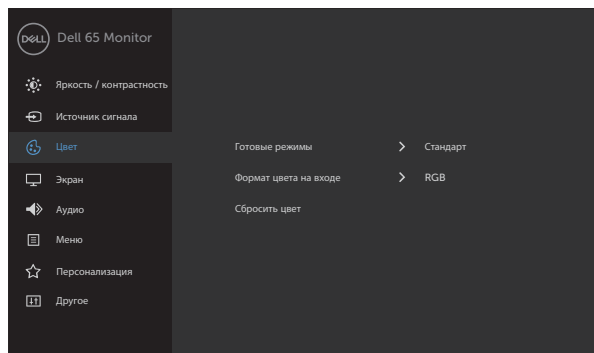 DELL Dell 65 Monitor
Яркость / контрастность
Источник сигнала
Цвет
Готовые режимы > Стандарт
Экран
Формат цвета на входе > RGB
Аудио
Сбросить цвет
Меню
Персонализация
Другое